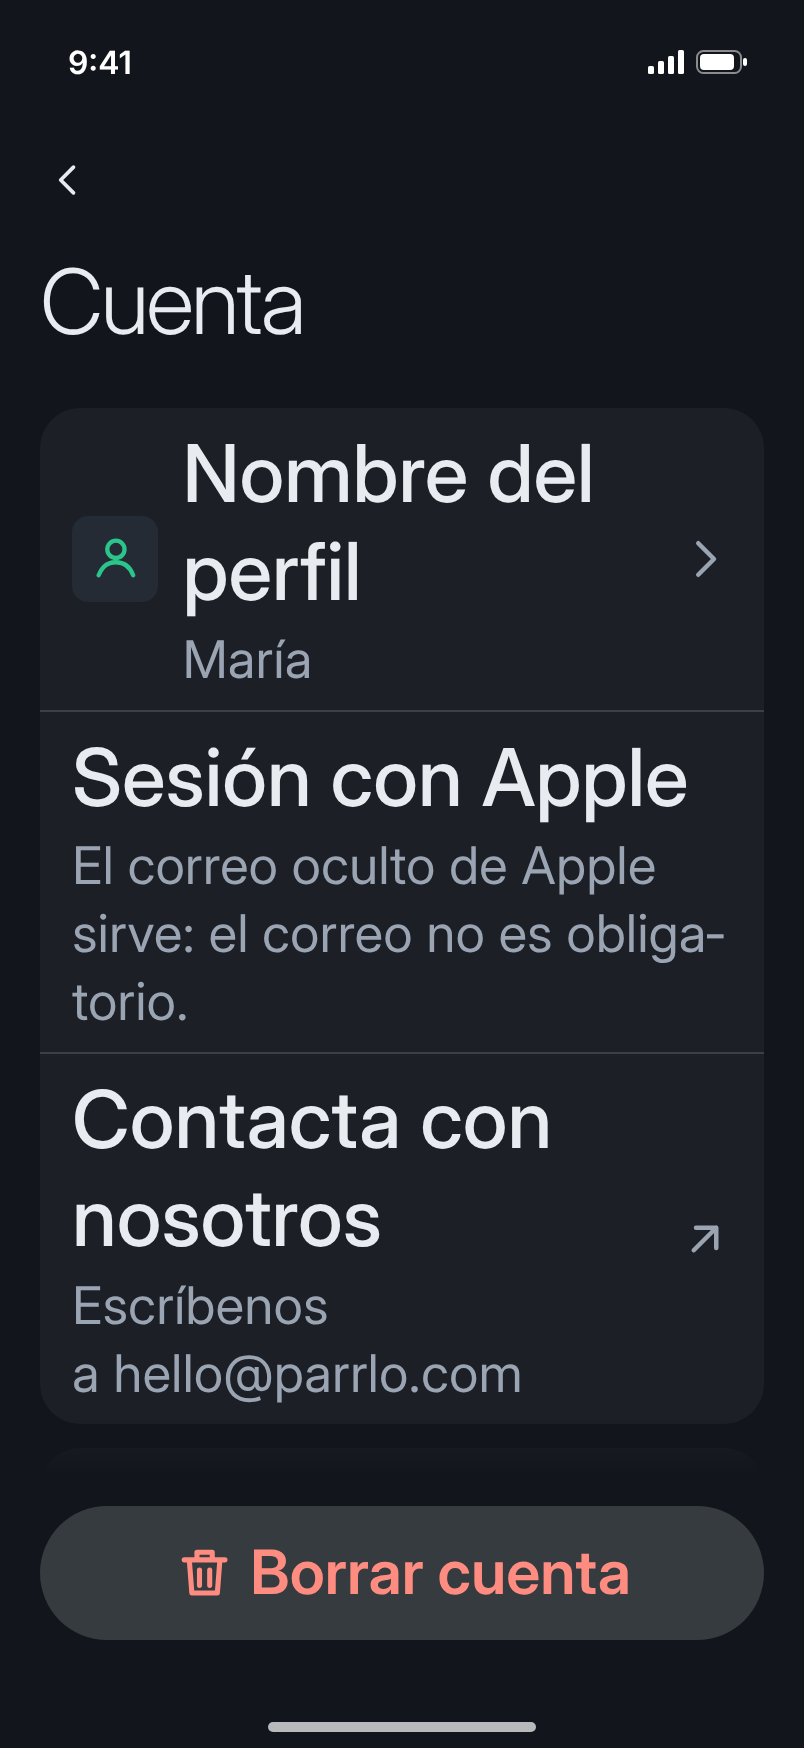 9:41
Cuenta
Nombre del
perfil
María
Sesión con Apple
El correo oculto de Apple
sirve: el correo no es obliga-
torio.
Contacta con
nosotros
Escríbenos
a hello@parrlo.com
Borrar cuenta